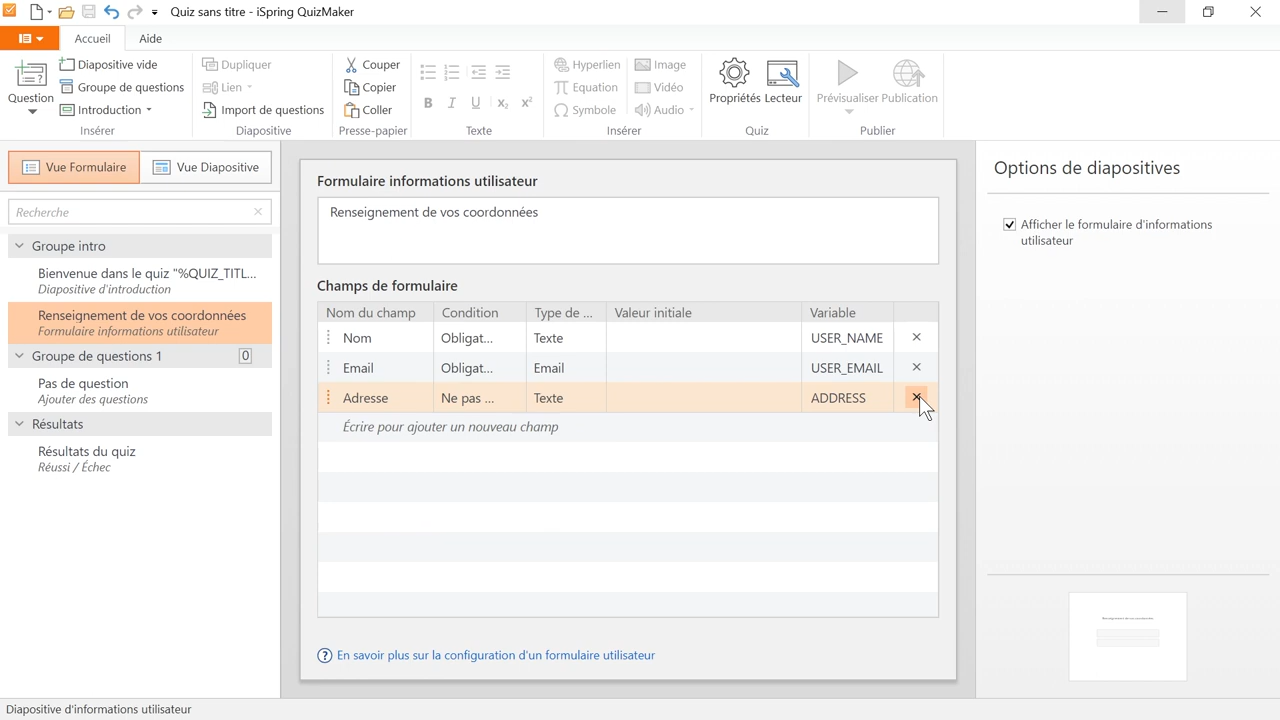 Quiz sans titre - iSpring QuizMaker
Accueil
Aide
Question
Diapositive vide
Groupe de questions
Introduction
Insérer
Dupliquer
Lien
Import de questions
Diapositive
Couper
Copier
Coller
Presse-papier
B I U X₂ X²
Texte
Hyperlien
Equation
Symbole
Image
Vidéo
Audio
Insérer
Propriétés
Lecteur
Quiz
Prévisualiser
Publication
Publier
Vue Formulaire
Vue Diapositive
Recherche
Groupe intro
Bienvenue dans le quiz "%QUIZ_TITL...
Diapositive d'introduction
Renseignement de vos coordonnées
Formulaire informations utilisateur
Groupe de questions 1 0
Pas de question
Ajouter des questions
Résultats
Résultats du quiz
Réussi / Échec
Formulaire informations utilisateur
Renseignement de vos coordonnées
Champs de formulaire
Nom du champ Condition Type de ... Valeur initiale Variable
Nom Obligat... Texte USER_NAME
Email Obligat... Email USER_EMAIL
Adresse Ne pas ... Texte ADDRESS
Écrire pour ajouter un nouveau champ
? En savoir plus sur la configuration d'un formulaire utilisateur
Options de diapositives
Afficher le formulaire d'informations
utilisateur
Diapositive d'informations utilisateur